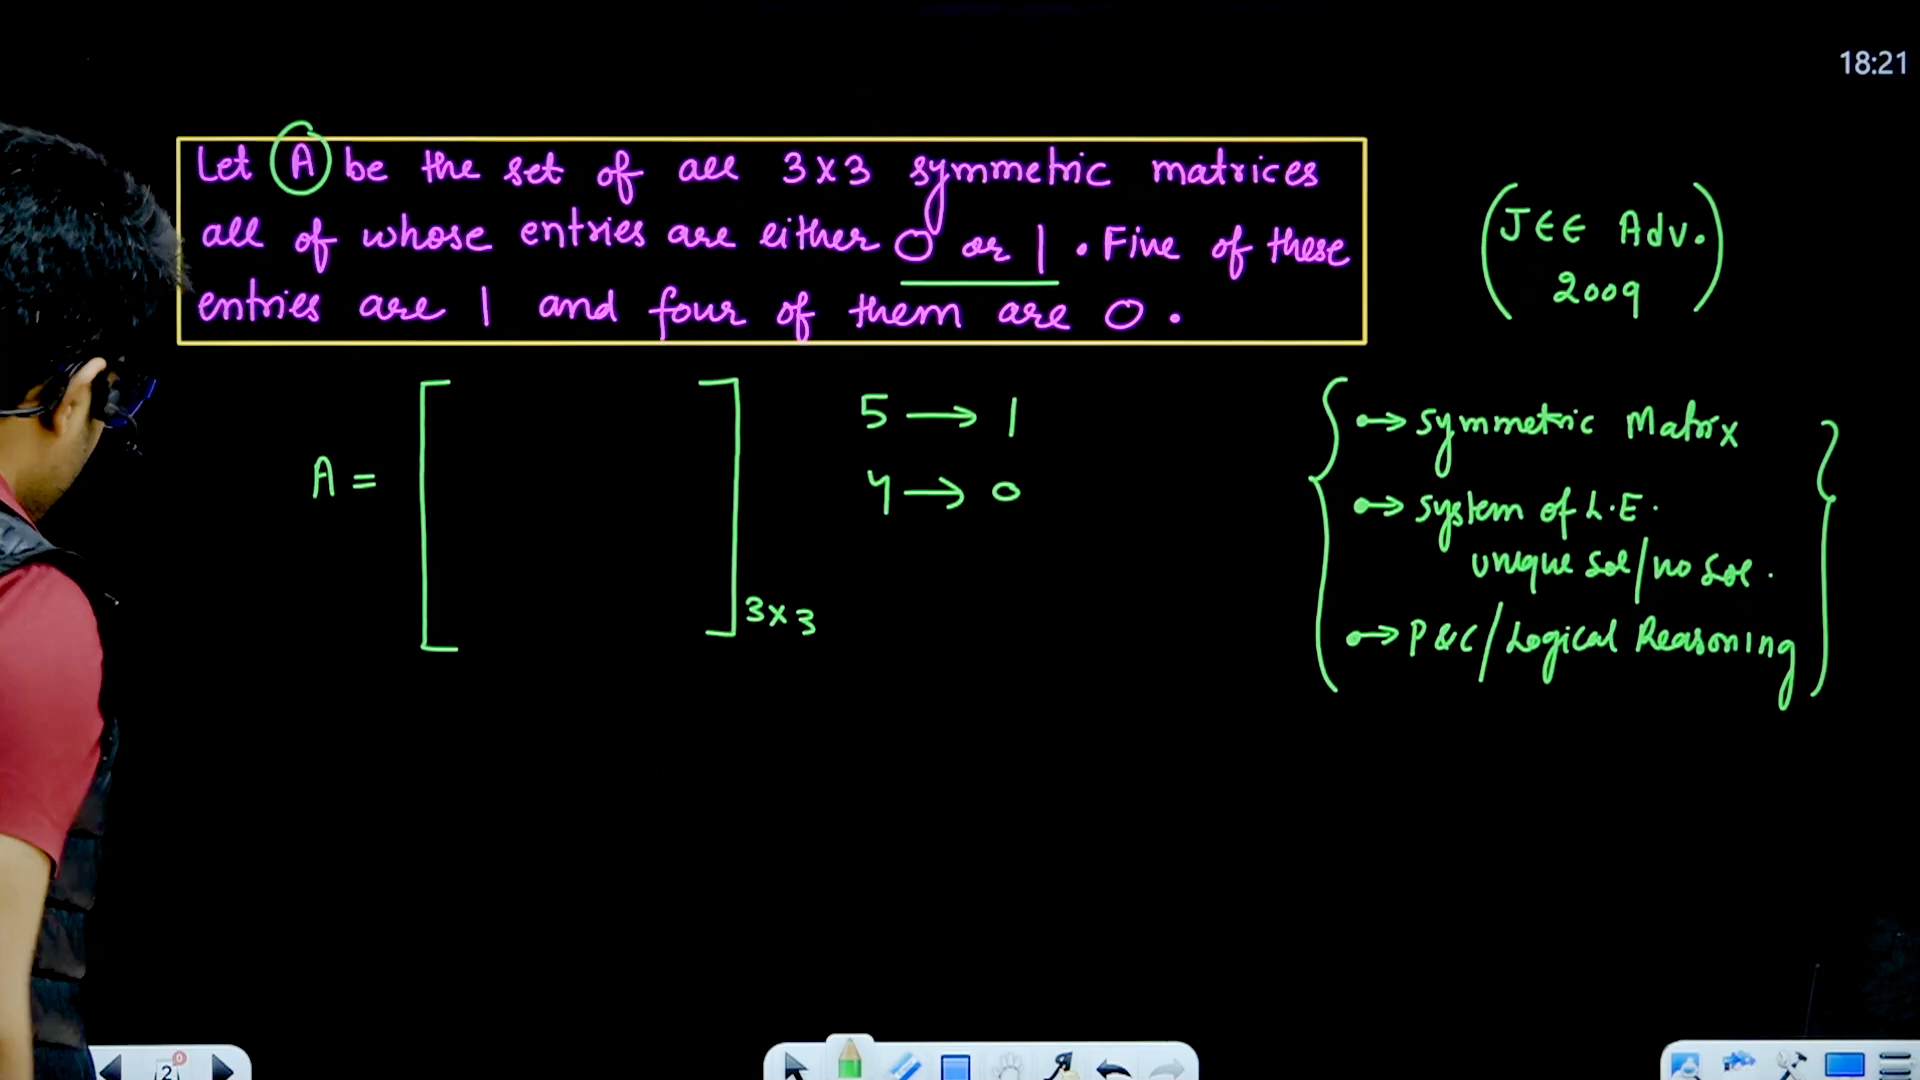 18:21
Let A be the set of all 3x3 symmetric matrices
all of whose entries are either 0 or 1. Five of these
entries are 1 and four of them are 0.
(JEE Adv. 2009)
A = [ ]3x3
5 → 1
4 → 0
→ Symmetric Matrix
→ System of L.E.
unique sol/no sol.
→ P&C/Logical Reasoning
2
0